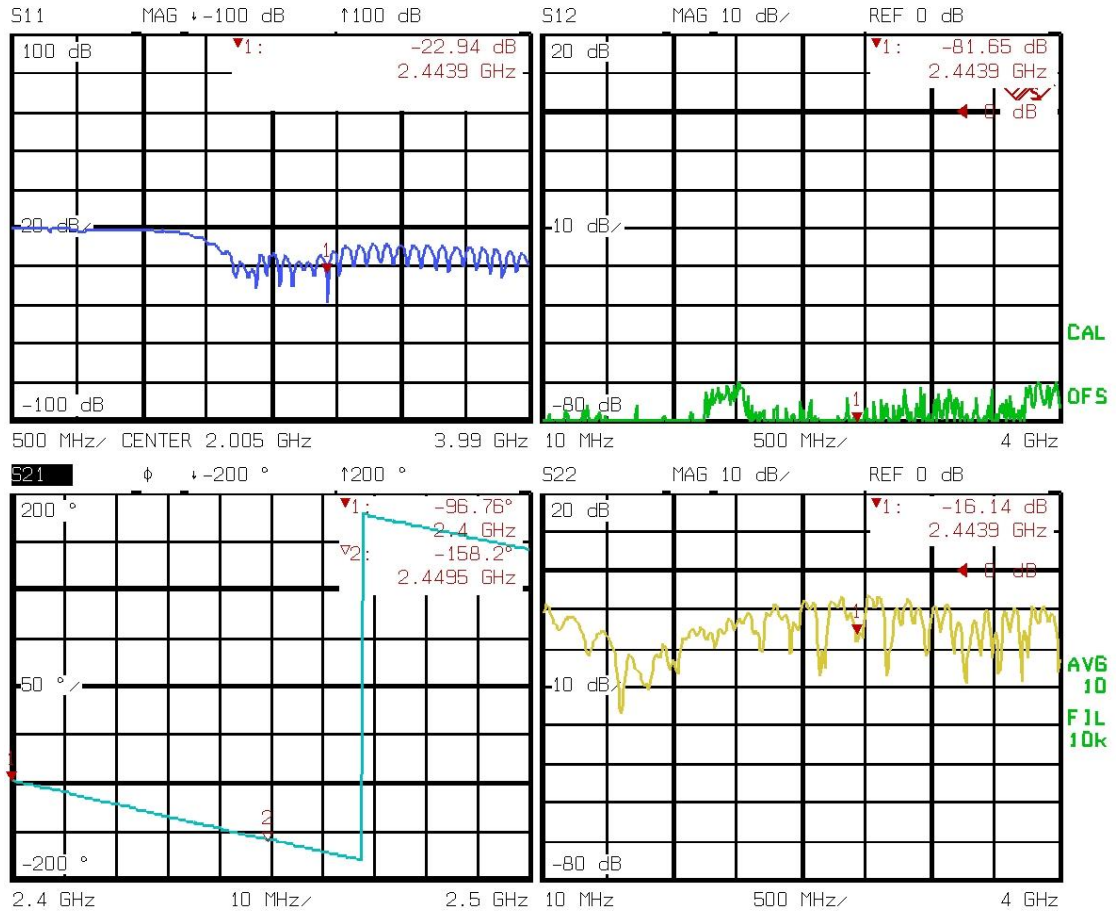 S11 MAG ↓-100 dB ↑100 dB
100 dB
▼1: -22.94 dB
2.4439 GHz
20 dB/
1
-100 dB
500 MHz/ CENTER 2.005 GHz 3.99 GHz
S12 MAG 10 dB/ REF 0 dB
20 dB
▼1: -81.65 dB
2.4439 GHz
0 dB
10 dB/
1
-80 dB
10 MHz 500 MHz/ 4 GHz
CAL
OFS
S21 ϕ ↓-200 ° ↑200 °
200 °
▼1: -96.76°
2.4 GHz
▽2: -158.2°
2.4495 GHz
50 °/
2
-200 °
2.4 GHz 10 MHz/ 2.5 GHz
S22 MAG 10 dB/ REF 0 dB
20 dB
▼1: -16.14 dB
2.4439 GHz
0 dB
1
10 dB/
-80 dB
10 MHz 500 MHz/ 4 GHz
AVG
10
FIL
10k